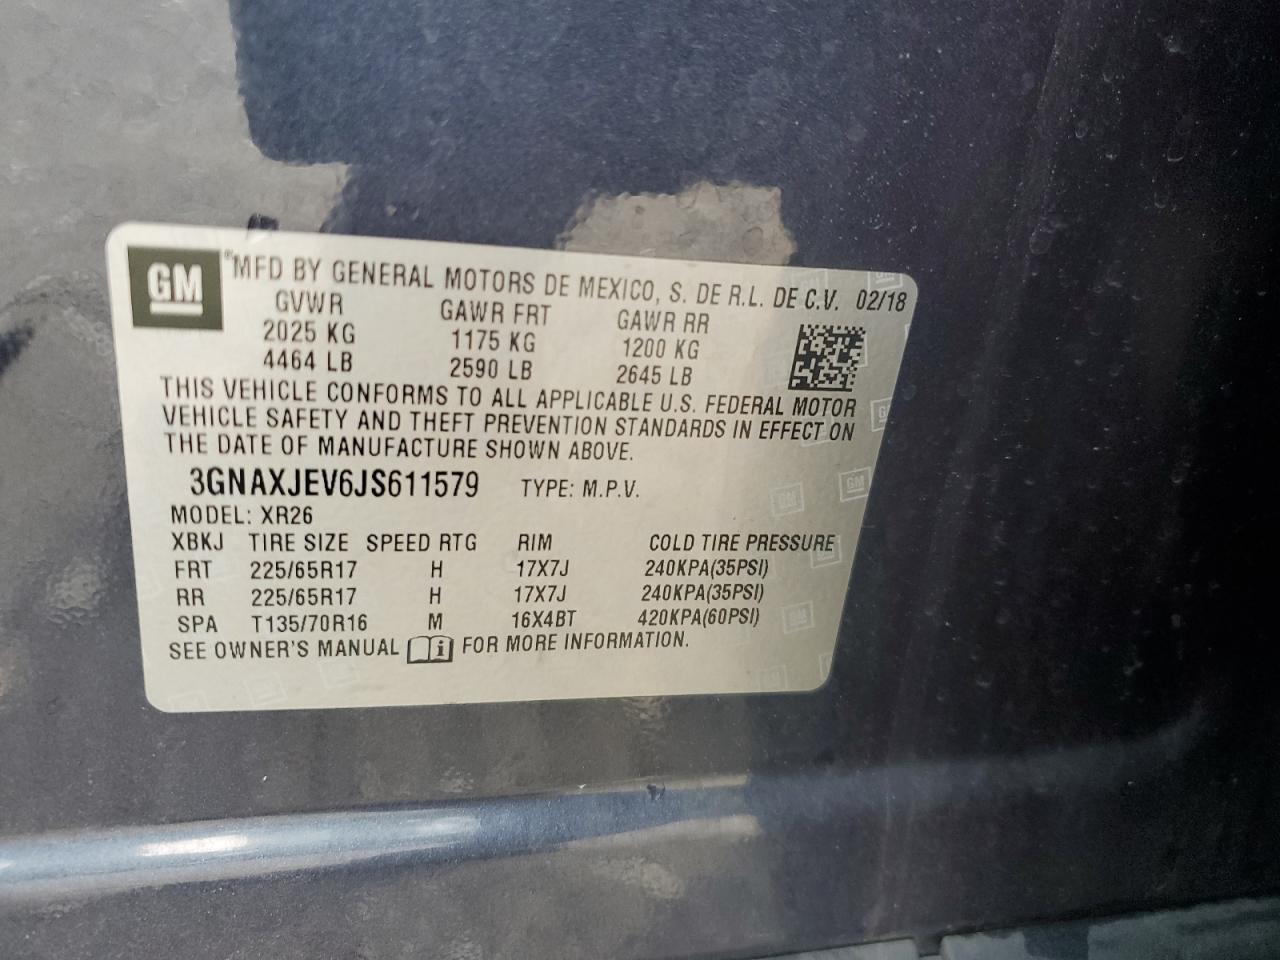 GM
®MFD BY GENERAL MOTORS DE MEXICO, S. DE R.L. DE C.V. 02/18
GVWR GAWR FRT GAWR RR
2025 KG 1175 KG 1200 KG
4464 LB 2590 LB 2645 LB
THIS VEHICLE CONFORMS TO ALL APPLICABLE U.S. FEDERAL MOTOR
VEHICLE SAFETY AND THEFT PREVENTION STANDARDS IN EFFECT ON
THE DATE OF MANUFACTURE SHOWN ABOVE.
3GNAXJEV6JS611579 TYPE: M.P.V.
MODEL: XR26
XBKJ TIRE SIZE SPEED RTG RIM COLD TIRE PRESSURE
FRT 225/65R17 H 17X7J 240KPA(35PSI)
RR 225/65R17 H 17X7J 240KPA(35PSI)
SPA T135/70R16 M 16X4BT 420KPA(60PSI)
SEE OWNER'S MANUAL i FOR MORE INFORMATION.